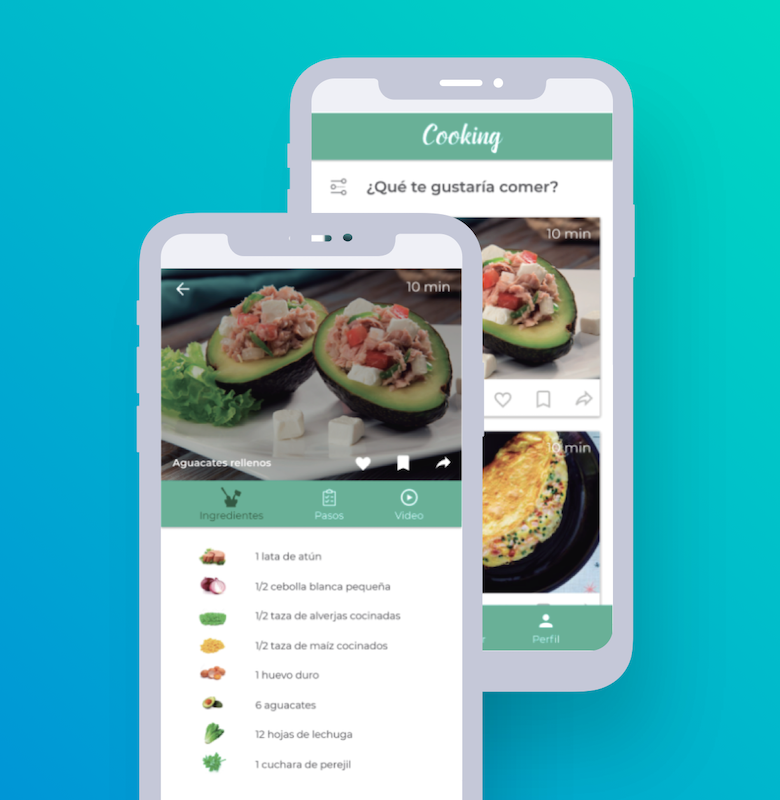 Cooking
¿Qué te gustaría comer?
10 min
10 min
Perfil
10 min
Aguacates rellenos
Ingredientes
Pasos
Video
1 lata de atún
1/2 cebolla blanca pequeña
1/2 taza de alverjas cocinadas
1/2 taza de maíz cocinados
1 huevo duro
6 aguacates
12 hojas de lechuga
1 cuchara de perejil